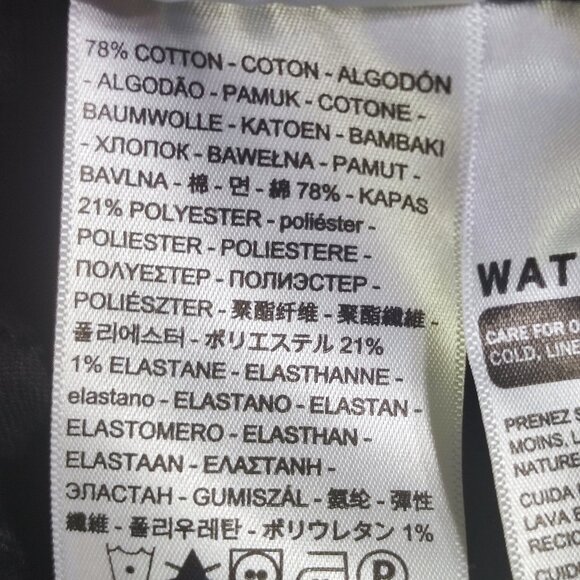 78% COTTON - COTON - ALGODÓN
- ALGODÃO - PAMUK - COTONE -
BAUMWOLLE - KATOEN - BAMBAKI
- ХЛОПОК - BAWEŁNA - PAMUT -
BAVLNA - 棉 - 면 - 綿 78% - KAPAS
21% POLYESTER - poliéster -
POLIESTER - POLIESTERE -
ΠΟΛΥΕΣΤΕΡ - ПОЛИЭСТЕР -
POLIÉSZTER - 聚酯纤维 - 聚酯纖維 -
폴리에스터 - ポリエステル 21%
1% ELASTANE - ELASTHANNE -
elastano - ELASTANO - ELASTAN -
ELASTOMERO - ELASTHAN -
ELASTAAN - ΕΛΑΣΤΑΝΗ -
ЭЛАСТАН - GUMISZÁL - 氨纶 - 彈性
纖維 - 폴리우레탄 - ポリウレタン 1%
P
WAT
CARE FOR O
COLD, LINE
PRENEZ S
MOINS. L
NATURE
CUIDA
LAVA E
RECIC
CUIDE